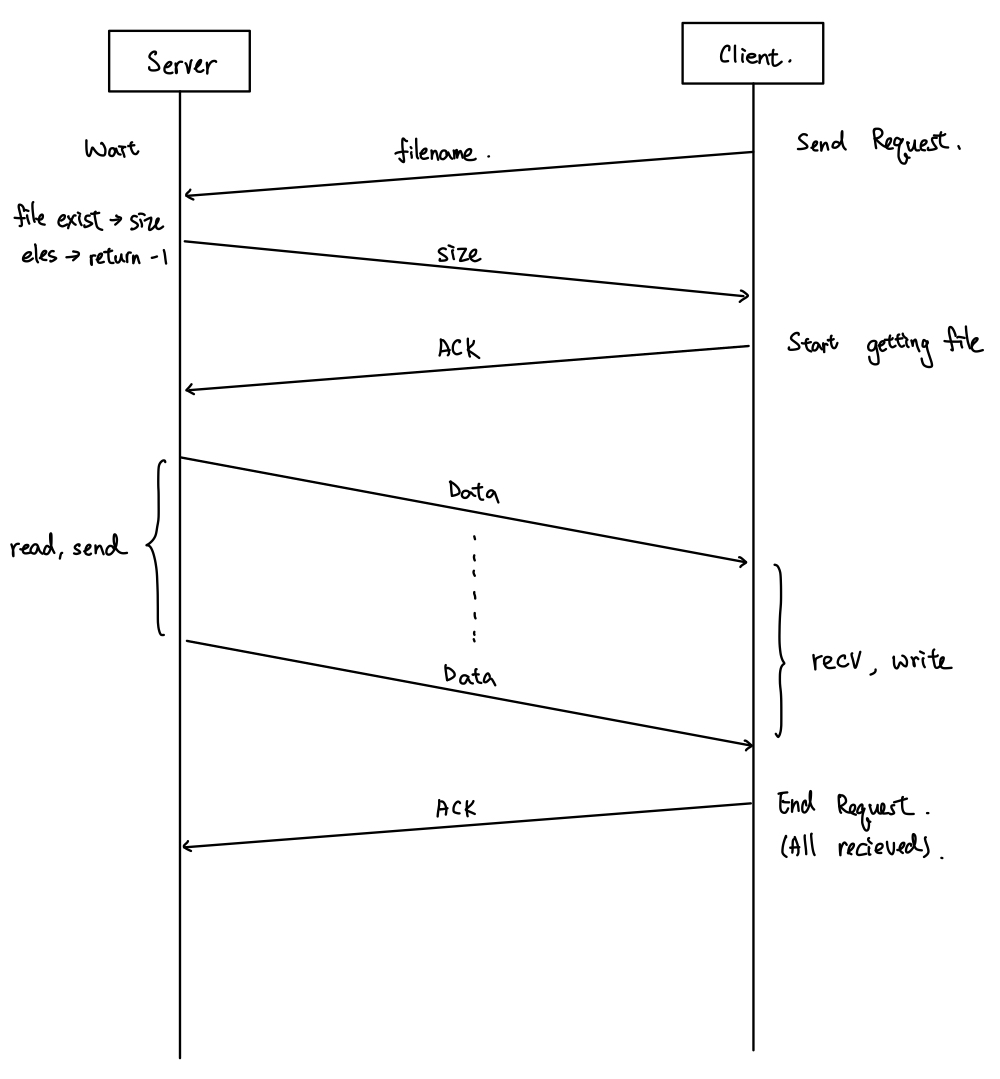 Server
Client.
Wait
filename.
Send Request.
file exist → size
eles → return -1
size
ACK
Start getting file
Data
read, send
recv, write
Data
ACK
End Request.
(All recieveds).